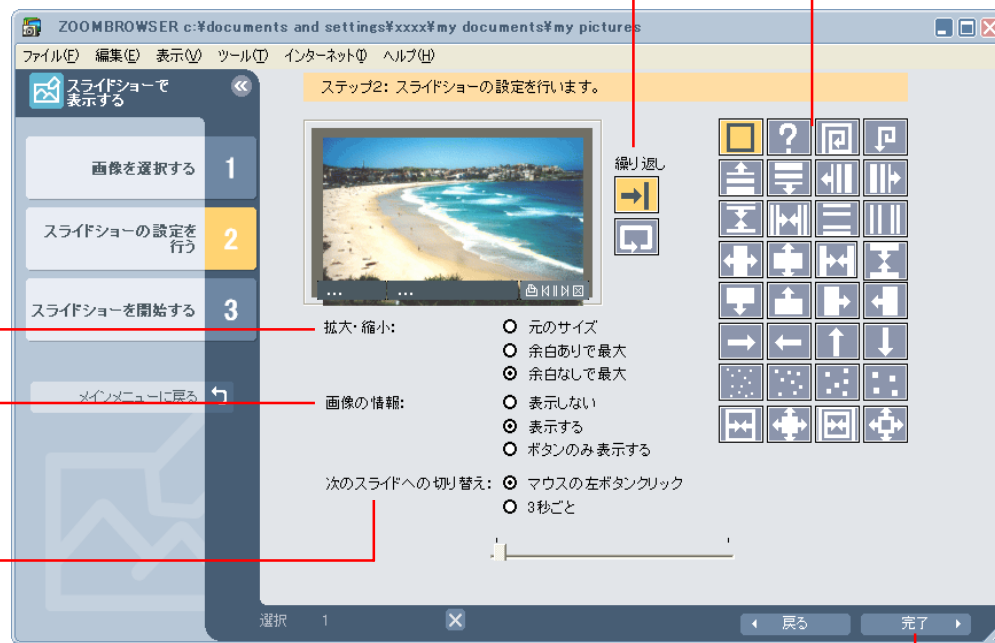 ZOOMBROWSER c:¥documents and settings¥xxxx¥my documents¥my pictures
ファイル(F) 編集(E) 表示(V) ツール(T) インターネット(I) ヘルプ(H)
スライドショーで
表示する
ステップ2: スライドショーの設定を行います。
画像を選択する 1
スライドショーの設定を
行う 2
スライドショーを開始する 3
メインメニューに戻る
... ...
繰り返し
?
拡大・縮小:
元のサイズ
余白ありで最大
余白なしで最大
画像の情報:
表示しない
表示する
ボタンのみ表示する
次のスライドへの切り替え:
マウスの左ボタンクリック
3秒ごと
選択 1
戻る
完了